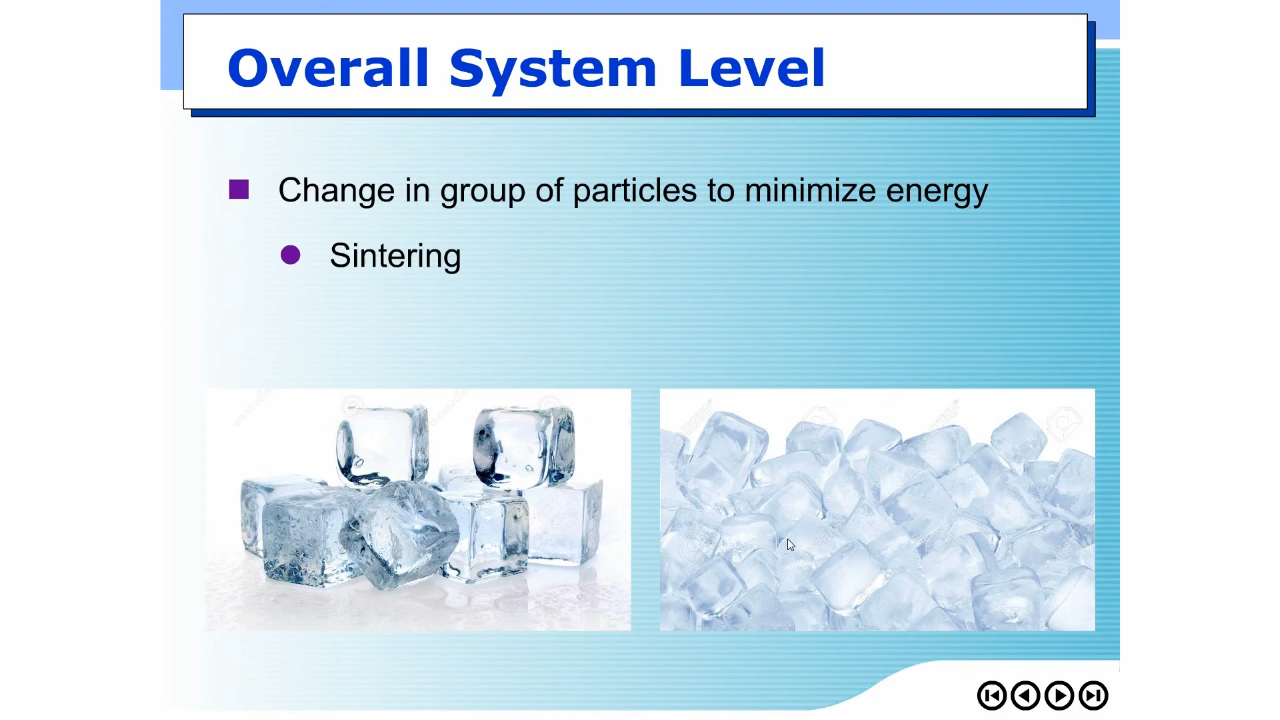 Overall System Level
Change in group of particles to minimize energy
Sintering